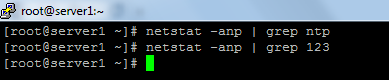 root@server1:~
[root@server1 ~]# netstat -anp | grep ntp
[root@server1 ~]# netstat -anp | grep 123
[root@server1 ~]#